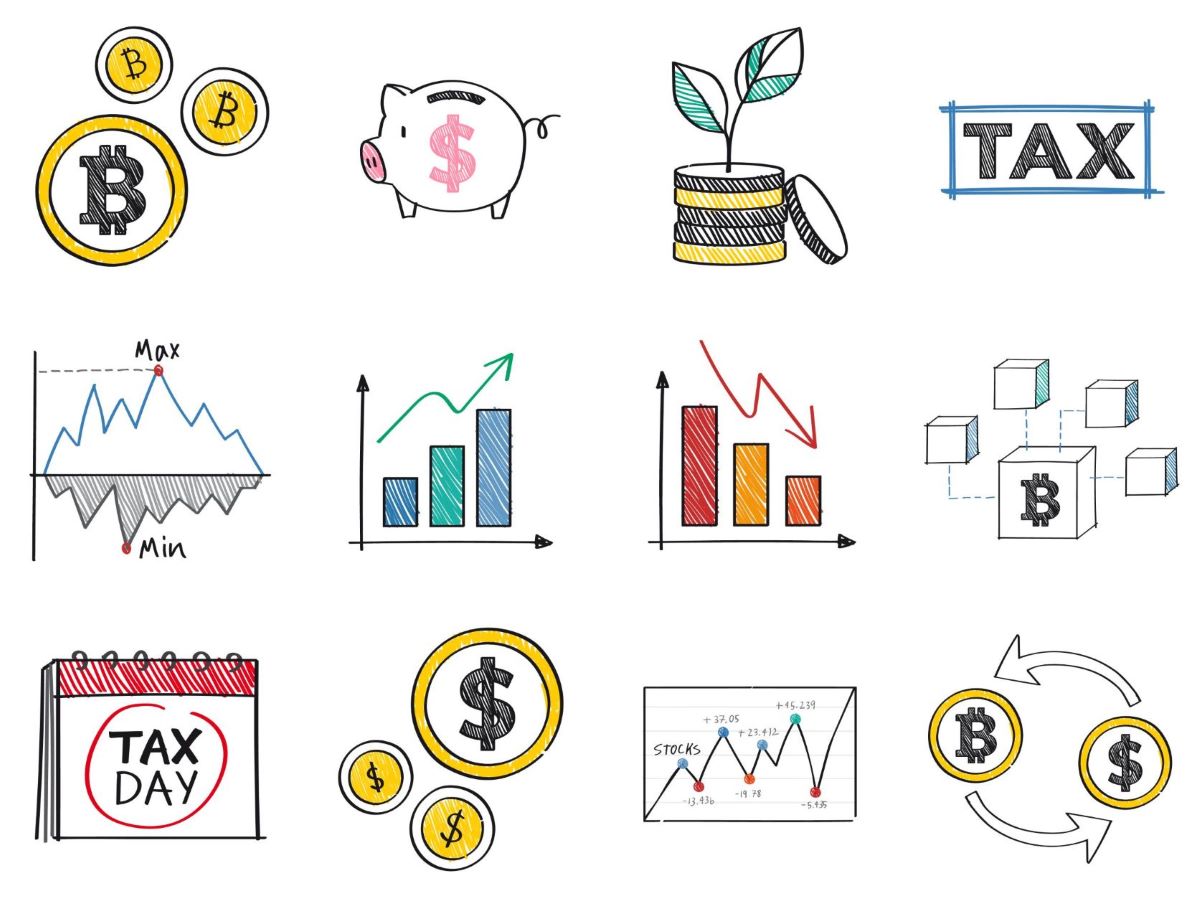 ₿
₿
₿
$
TAX
Max
Min
₿
TAX
DAY
$
$
$
STOCKS
+37.05
+23.412
+45.239
-13.436
-19.78
-5.435
₿
$